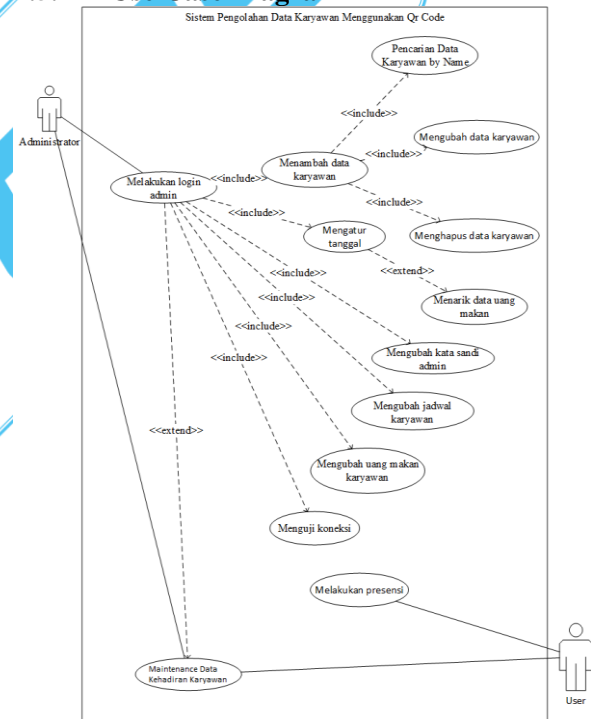 Sistem Pengolahan Data Karyawan Menggunakan Qr Code
Pencarian Data
Karyawan by Name
<<include>>
Administrator
Mengubah data karyawan
<<include>>
Menambah data
karyawan
Melakukan login
admin
<<include>>
<<include>>
<<include>>
Mengatur
tanggal
Menghapus data karyawan
<<include>>
<<extend>>
<<include>>
Menarik data uang
makan
<<include>>
Mengubah kata sandi
admin
<<include>>
Mengubah jadwal
karyawan
<<extend>>
Mengubah uang makan
karyawan
Menguji koneksi
Melakukan presensi
Maintenance Data
Kehadiran Karyawan
User